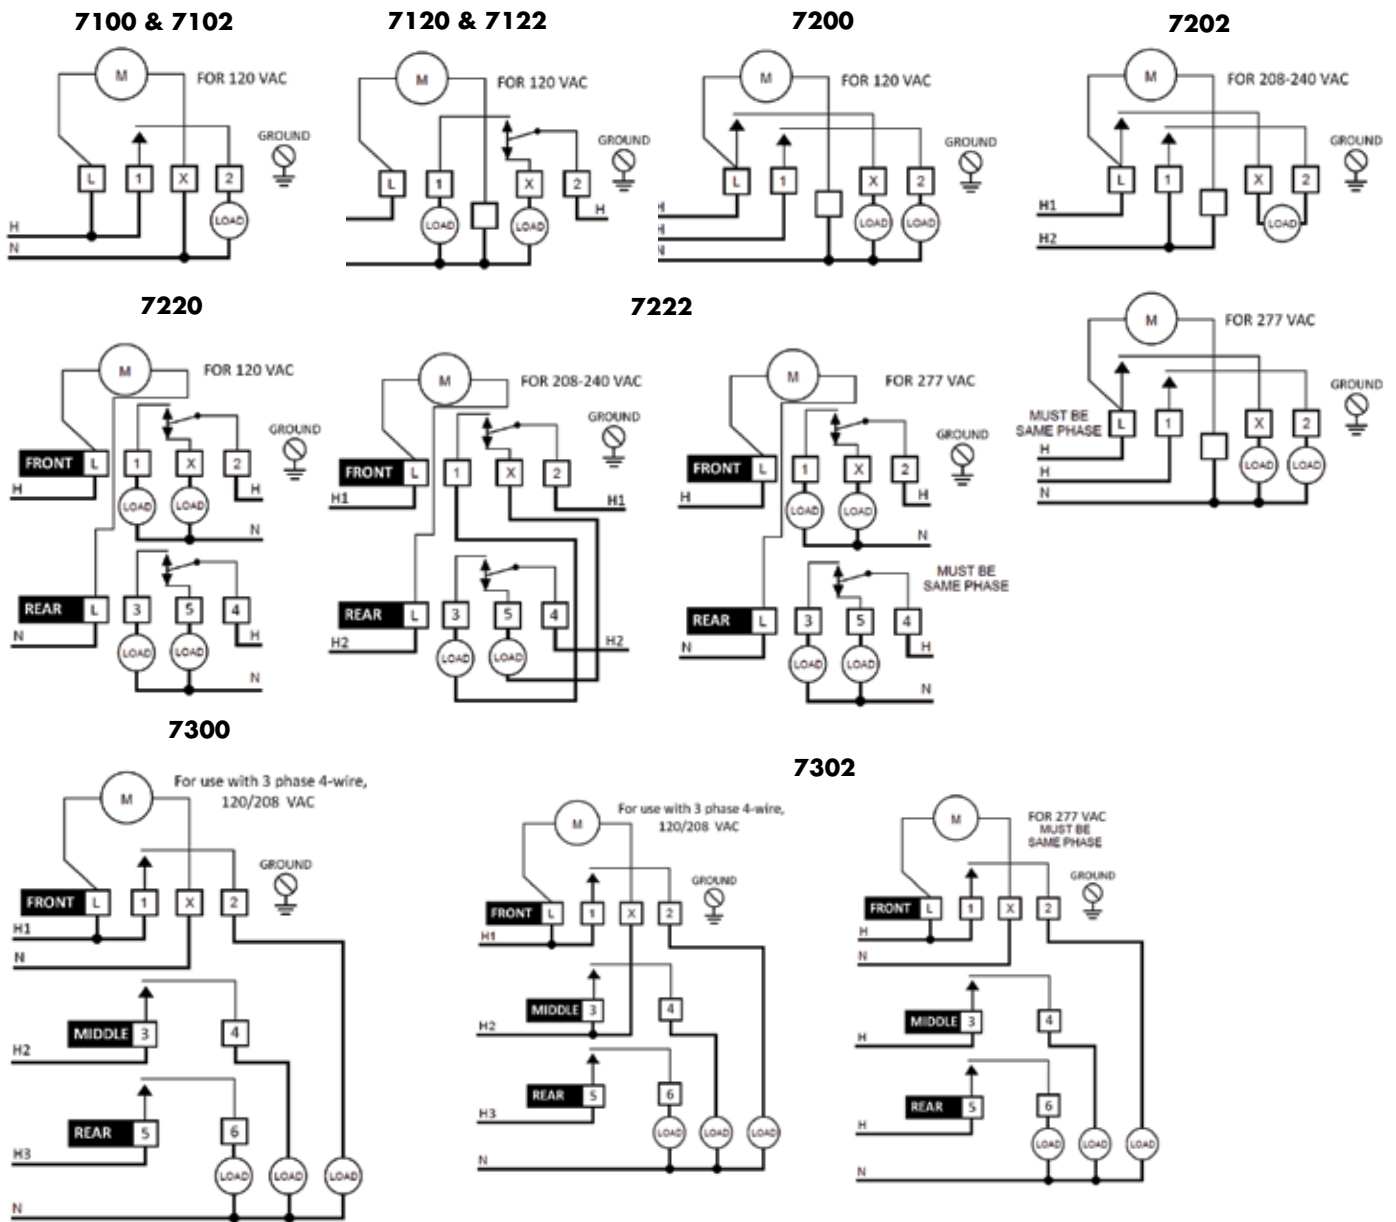 7100 & 7102
FOR 120 VAC
M
GROUND
L 1 X 2
LOAD
H
N
7120 & 7122
FOR 120 VAC
M
GROUND
L 1 X 2
LOAD LOAD
H
7200
FOR 120 VAC
M
GROUND
L 1 X 2
H
LOAD LOAD
H
N
7202
FOR 208-240 VAC
M
GROUND
L 1 X 2
H1
LOAD
H2
M
FOR 277 VAC
GROUND
MUST BE
SAME PHASE
L 1 X 2
H
LOAD LOAD
H
N
7220
M
FOR 120 VAC
GROUND
FRONT L 1 X 2
H
LOAD LOAD
H
N
REAR L 3 5 4
N
LOAD LOAD
H
N
7222
M
FOR 208-240 VAC
GROUND
FRONT L 1 X 2
H1
H1
REAR L 3 5 4
H2
LOAD LOAD
H2
M
FOR 277 VAC
GROUND
FRONT L 1 X 2
H
LOAD LOAD
H
N
MUST BE
SAME PHASE
REAR L 3 5 4
N
LOAD LOAD
H
N
7300
M
For use with 3 phase 4-wire,
120/208 VAC
GROUND
FRONT L 1 X 2
H1
N
MIDDLE 3 4
H2
REAR 5 6
H3
LOAD LOAD LOAD
N
7302
M
For use with 3 phase 4-wire,
120/208 VAC
GROUND
FRONT L 1 X 2
H1
MIDDLE 3 4
H2
REAR 5 6
H3
LOAD LOAD LOAD
N
M
FOR 277 VAC
MUST BE
SAME PHASE
GROUND
FRONT L 1 X 2
H
N
MIDDLE 3 4
H
REAR 5 6
H
LOAD LOAD LOAD
N